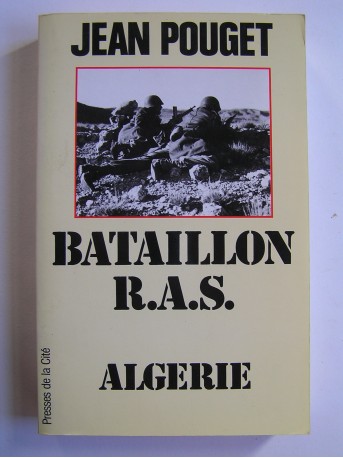 JEAN POUGET
BATAILLON
R.A.S.
ALGERIE
Presses de la Cité